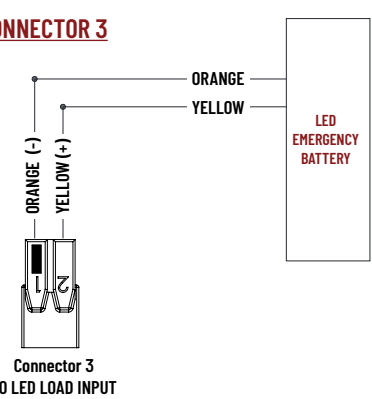 ONNECTOR 3
ORANGE
YELLOW
LED
EMERGENCY
BATTERY
ORANGE (-)
YELLOW (+)
1
2
Connector 3
O LED LOAD INPUT